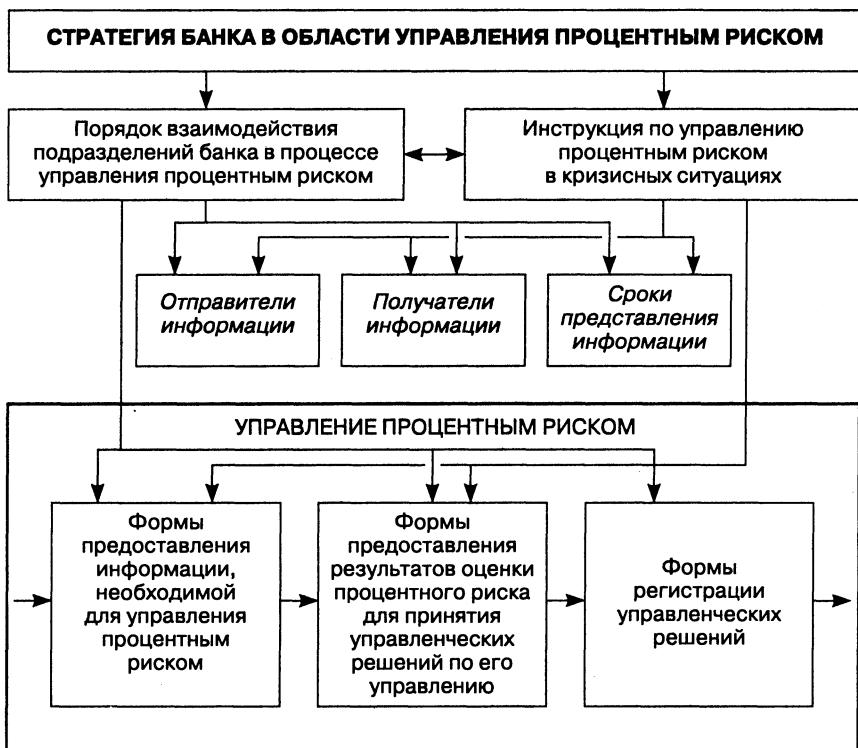 СТРАТЕГИЯ БАНКА В ОБЛАСТИ УПРАВЛЕНИЯ ПРОЦЕНТНЫМ РИСКОМ
Порядок взаимодействия
подразделений банка в процессе
управления процентным риском
Инструкция по управлению
процентным риском
в кризисных ситуациях
Отправители
информации
Получатели
информации
Сроки
представления
информации
УПРАВЛЕНИЕ ПРОЦЕНТНЫМ РИСКОМ
Формы
предоставления
информации,
необходимой
для управления
процентным
риском
Формы
предоставления
результатов оценки
процентного риска
для принятия
управленческих
решений по его
управлению
Формы
регистрации
управленческих
решений